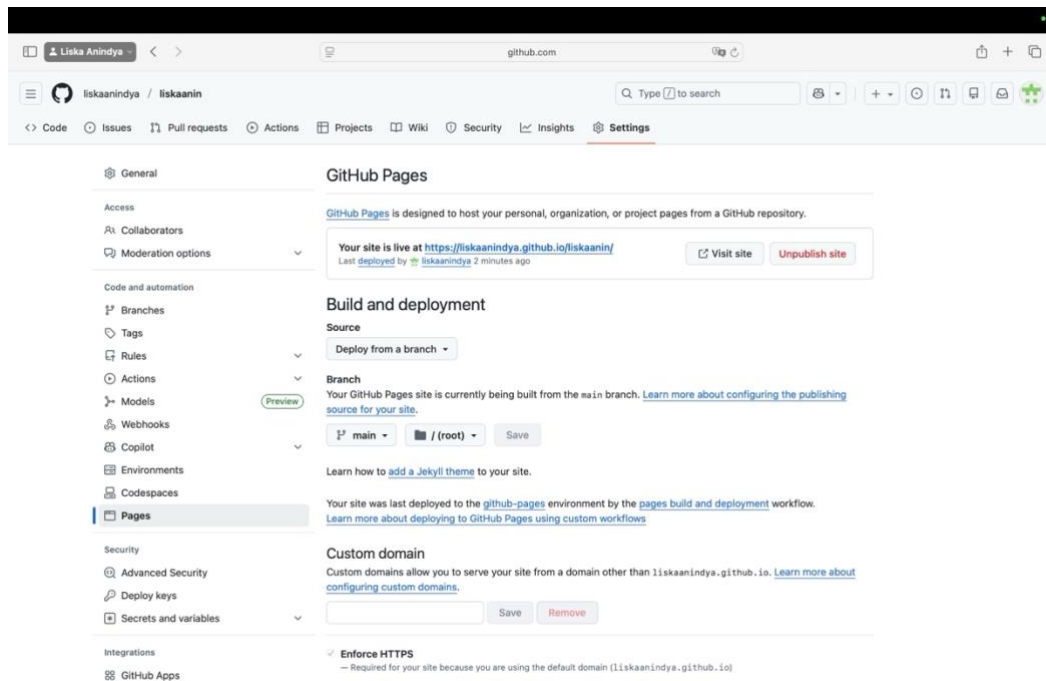 Liska Anindya
github.com
liskaanindya / liskaanin
Type / to search
Code Issues Pull requests Actions Projects Wiki Security Insights Settings
General
Access
Collaborators
Moderation options
Code and automation
Branches
Tags
Rules
Actions
Models Preview
Webhooks
Copilot
Environments
Codespaces
Pages
Security
Advanced Security
Deploy keys
Secrets and variables
Integrations
GitHub Apps
GitHub Pages
GitHub Pages is designed to host your personal, organization, or project pages from a GitHub repository.
Your site is live at https://liskaanindya.github.io/liskaanin/
Last deployed by liskaanindya 2 minutes ago
Visit site Unpublish site
Build and deployment
Source
Deploy from a branch
Branch
Your GitHub Pages site is currently being built from the main branch. Learn more about configuring the publishing
source for your site.
main / (root) Save
Learn how to add a Jekyll theme to your site.
Your site was last deployed to the github-pages environment by the pages build and deployment workflow.
Learn more about deploying to GitHub Pages using custom workflows
Custom domain
Custom domains allow you to serve your site from a domain other than liskaanindya.github.io. Learn more about
configuring custom domains.
Save Remove
Enforce HTTPS
— Required for your site because you are using the default domain (liskaanindya.github.io)